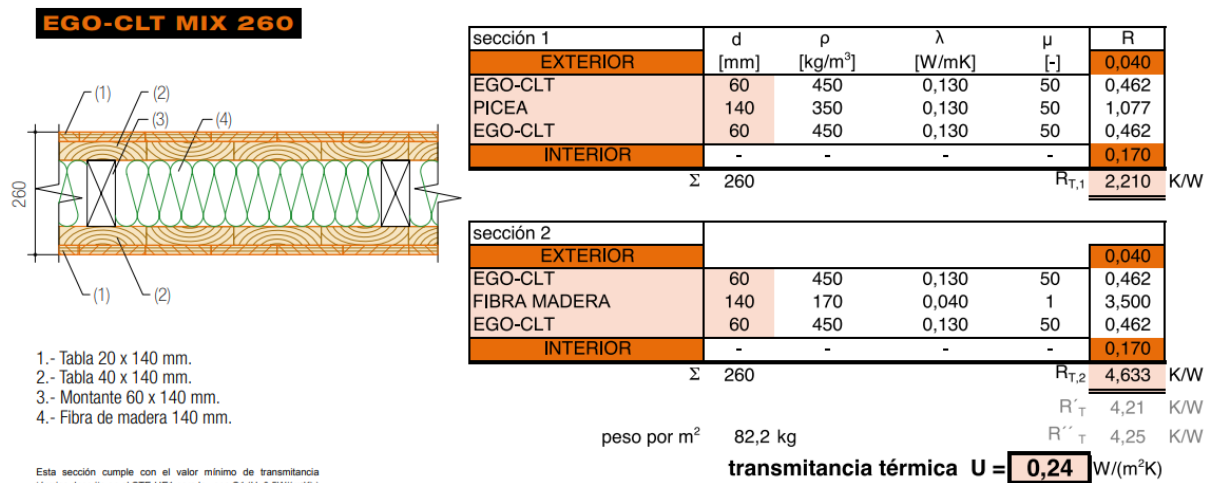 EGO-CLT MIX 260
(1)
(2)
(3)
(4)
260
(1)
(2)
1.- Tabla 20 x 140 mm.
2.- Tabla 40 x 140 mm.
3.- Montante 60 x 140 mm.
4.- Fibra de madera 140 mm.
Esta sección cumple con el valor mínimo de transmitancia
sección 1 d ρ λ μ R
EXTERIOR [mm] [kg/m³] [W/mK] [-] 0,040
EGO-CLT 60 450 0,130 50 0,462
PICEA 140 350 0,130 50 1,077
EGO-CLT 60 450 0,130 50 0,462
INTERIOR - - - - 0,170
Σ 260 R_T,1 2,210 K/W
sección 2
EXTERIOR 0,040
EGO-CLT 60 450 0,130 50 0,462
FIBRA MADERA 140 170 0,040 1 3,500
EGO-CLT 60 450 0,130 50 0,462
INTERIOR - - - - 0,170
Σ 260 R_T,2 4,633 K/W
R´_T 4,21 K/W
peso por m² 82,2 kg R´´_T 4,25 K/W
transmitancia térmica U = 0,24 W/(m²K)